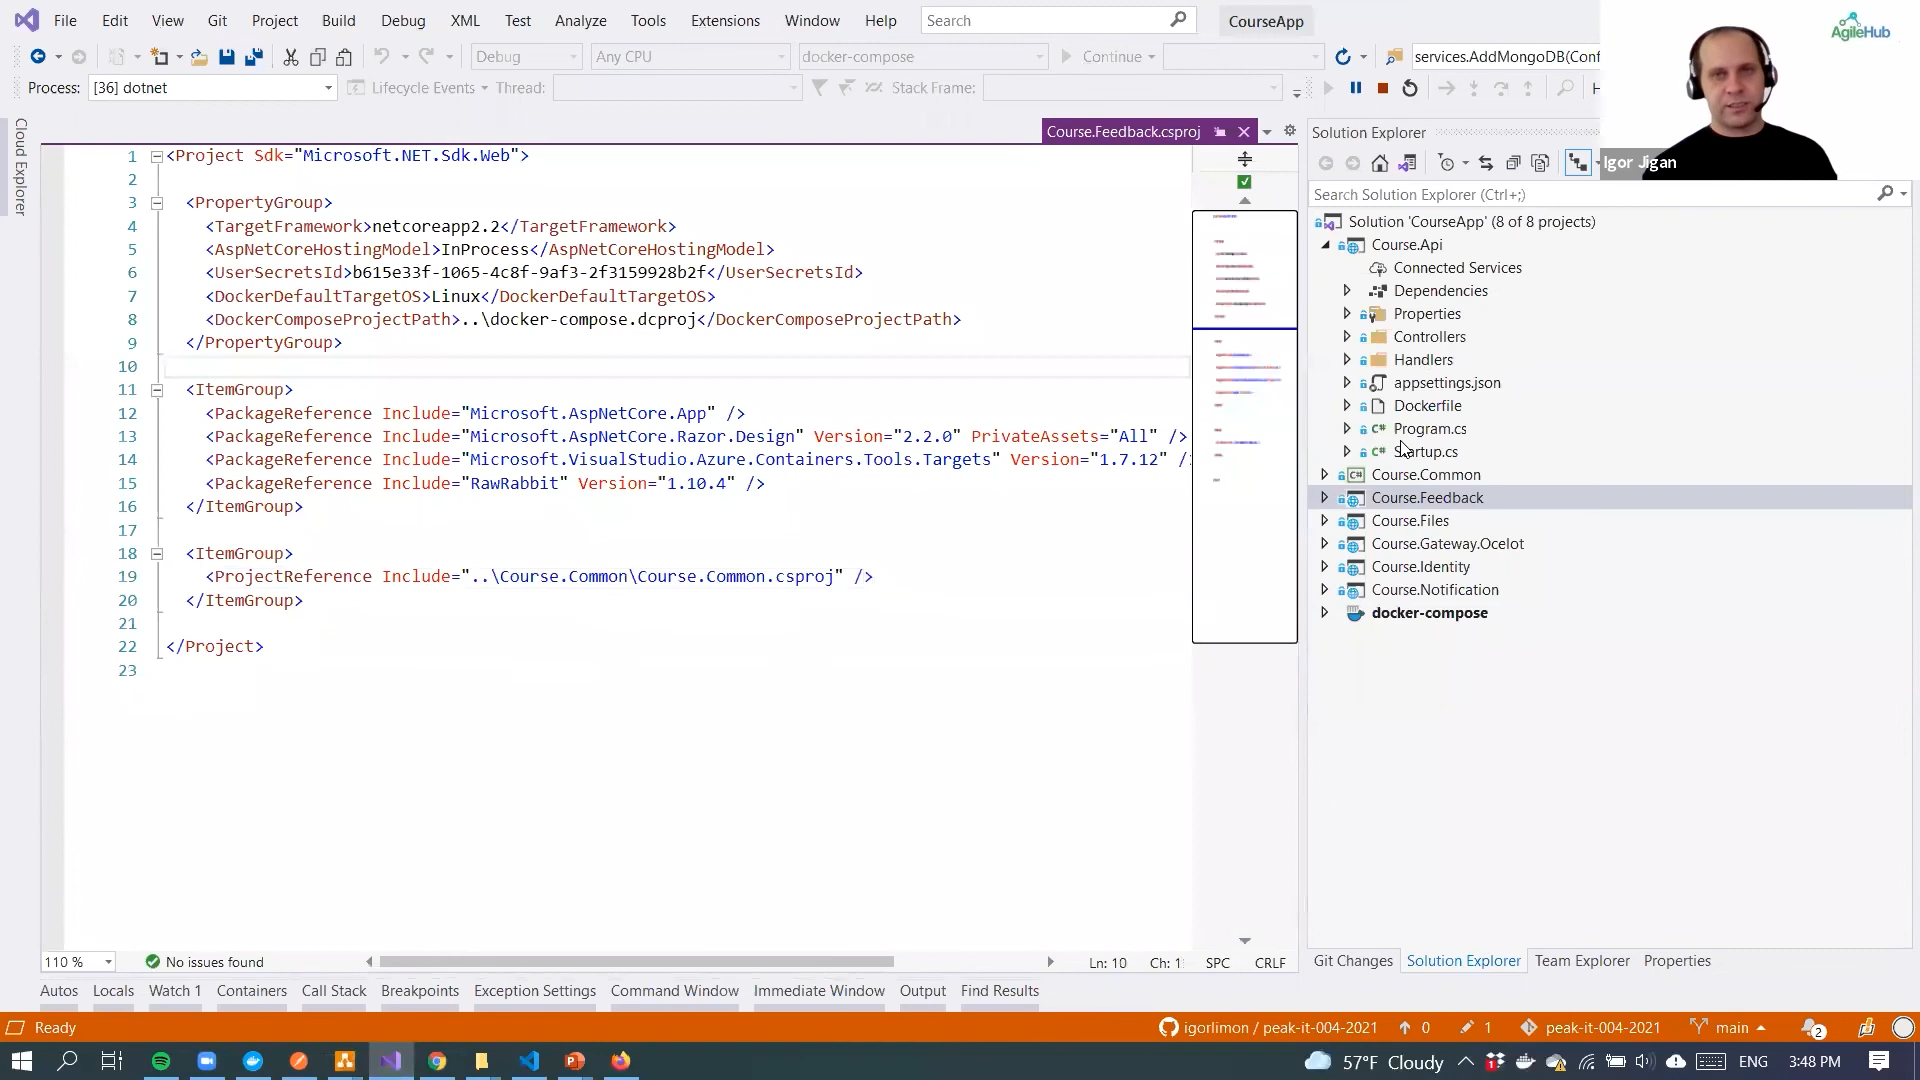 File Edit View Git Project Build Debug XML Test Analyze Tools Extensions Window Help Search CourseApp
AgileHub
Debug Any CPU docker-compose Continue services.AddMongoDB(Conf
Process: [36] dotnet Lifecycle Events Thread: Stack Frame:
Cloud Explorer
Course.Feedback.csproj
1 <Project Sdk="Microsoft.NET.Sdk.Web">
2
3 <PropertyGroup>
4 <TargetFramework>netcoreapp2.2</TargetFramework>
5 <AspNetCoreHostingModel>InProcess</AspNetCoreHostingModel>
6 <UserSecretsId>b615e33f-1065-4c8f-9af3-2f3159928b2f</UserSecretsId>
7 <DockerDefaultTargetOS>Linux</DockerDefaultTargetOS>
8 <DockerComposeProjectPath>..\docker-compose.dcproj</DockerComposeProjectPath>
9 </PropertyGroup>
10
11 <ItemGroup>
12 <PackageReference Include="Microsoft.AspNetCore.App" />
13 <PackageReference Include="Microsoft.AspNetCore.Razor.Design" Version="2.2.0" PrivateAssets="All" />
14 <PackageReference Include="Microsoft.VisualStudio.Azure.Containers.Tools.Targets" Version="1.7.12" /
15 <PackageReference Include="RawRabbit" Version="1.10.4" />
16 </ItemGroup>
17
18 <ItemGroup>
19 <ProjectReference Include="..\Course.Common\Course.Common.csproj" />
20 </ItemGroup>
21
22 </Project>
23
Solution Explorer
Igor Jigan
Search Solution Explorer (Ctrl+;)
Solution 'CourseApp' (8 of 8 projects)
Course.Api
Connected Services
Dependencies
Properties
Controllers
Handlers
appsettings.json
Dockerfile
C# Program.cs
C# Startup.cs
C# Course.Common
Course.Feedback
Course.Files
Course.Gateway.Ocelot
Course.Identity
Course.Notification
docker-compose
110 % No issues found Ln: 10 Ch: 1 SPC CRLF
Git Changes Solution Explorer Team Explorer Properties
Autos Locals Watch 1 Containers Call Stack Breakpoints Exception Settings Command Window Immediate Window Output Find Results
Ready igorlimon / peak-it-004-2021 0 1 peak-it-004-2021 main 2
57°F Cloudy ENG 3:48 PM